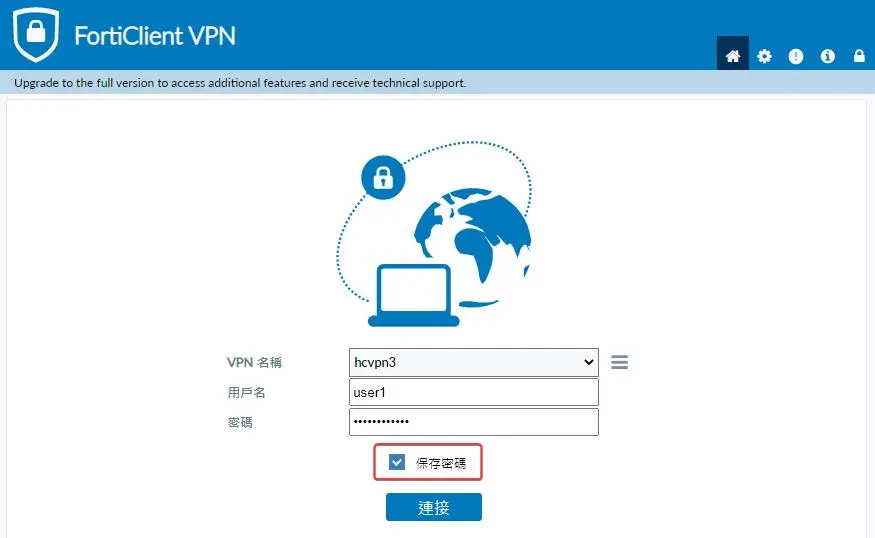 FortiClient VPN
Upgrade to the full version to access additional features and receive technical support.
VPN 名稱 hcvpn3
用戶名 user1
密碼 ••••••••••••
保存密碼
連接